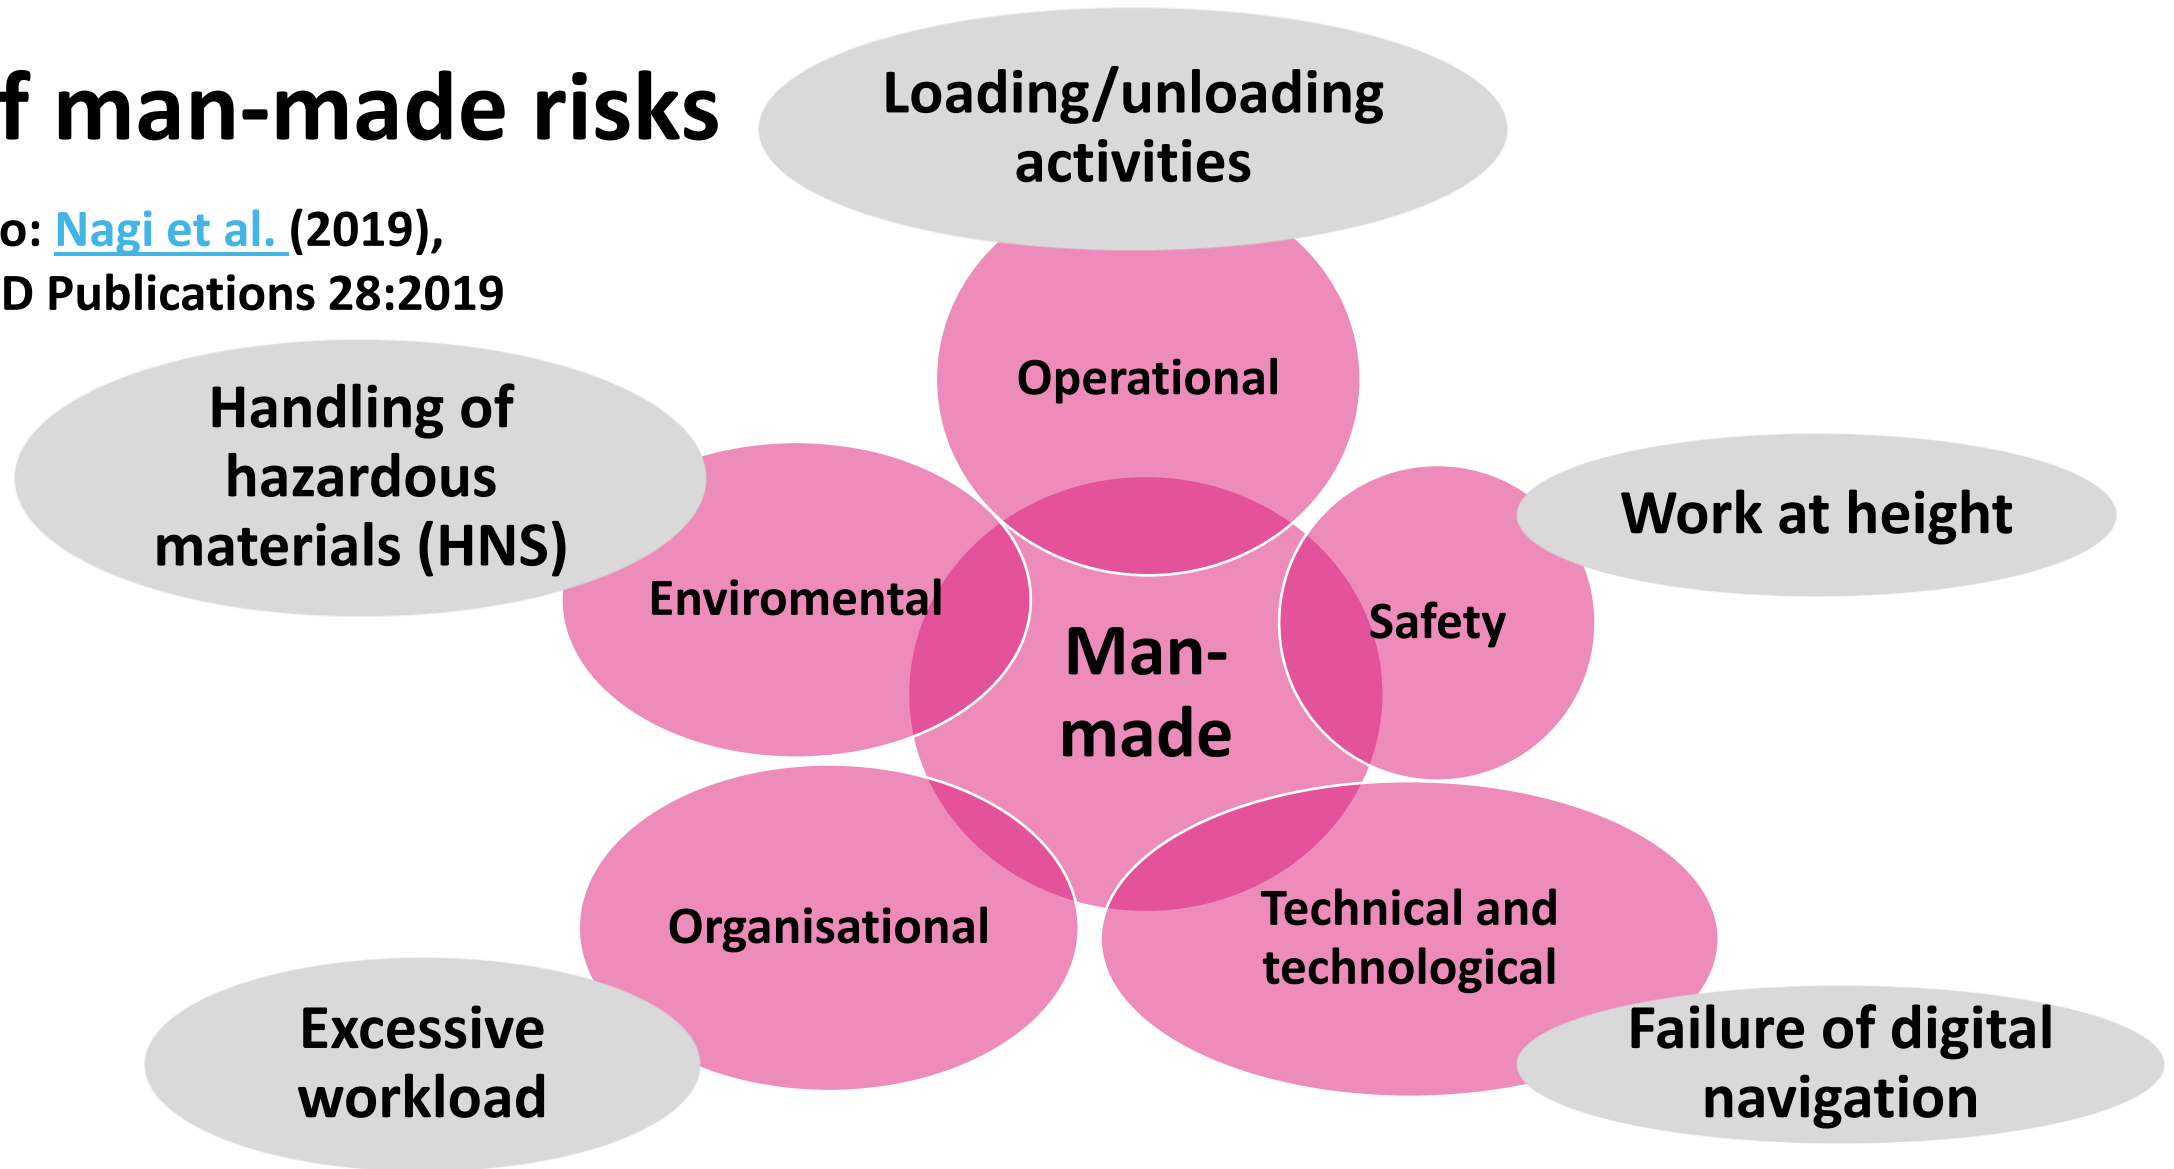 f man-made risks
o: Nagi et al. (2019),
D Publications 28:2019
Loading/unloading
activities
Operational
Handling of
hazardous
materials (HNS)
Enviromental
Work at height
Safety
Man-
made
Organisational
Technical and
technological
Excessive
workload
Failure of digital
navigation